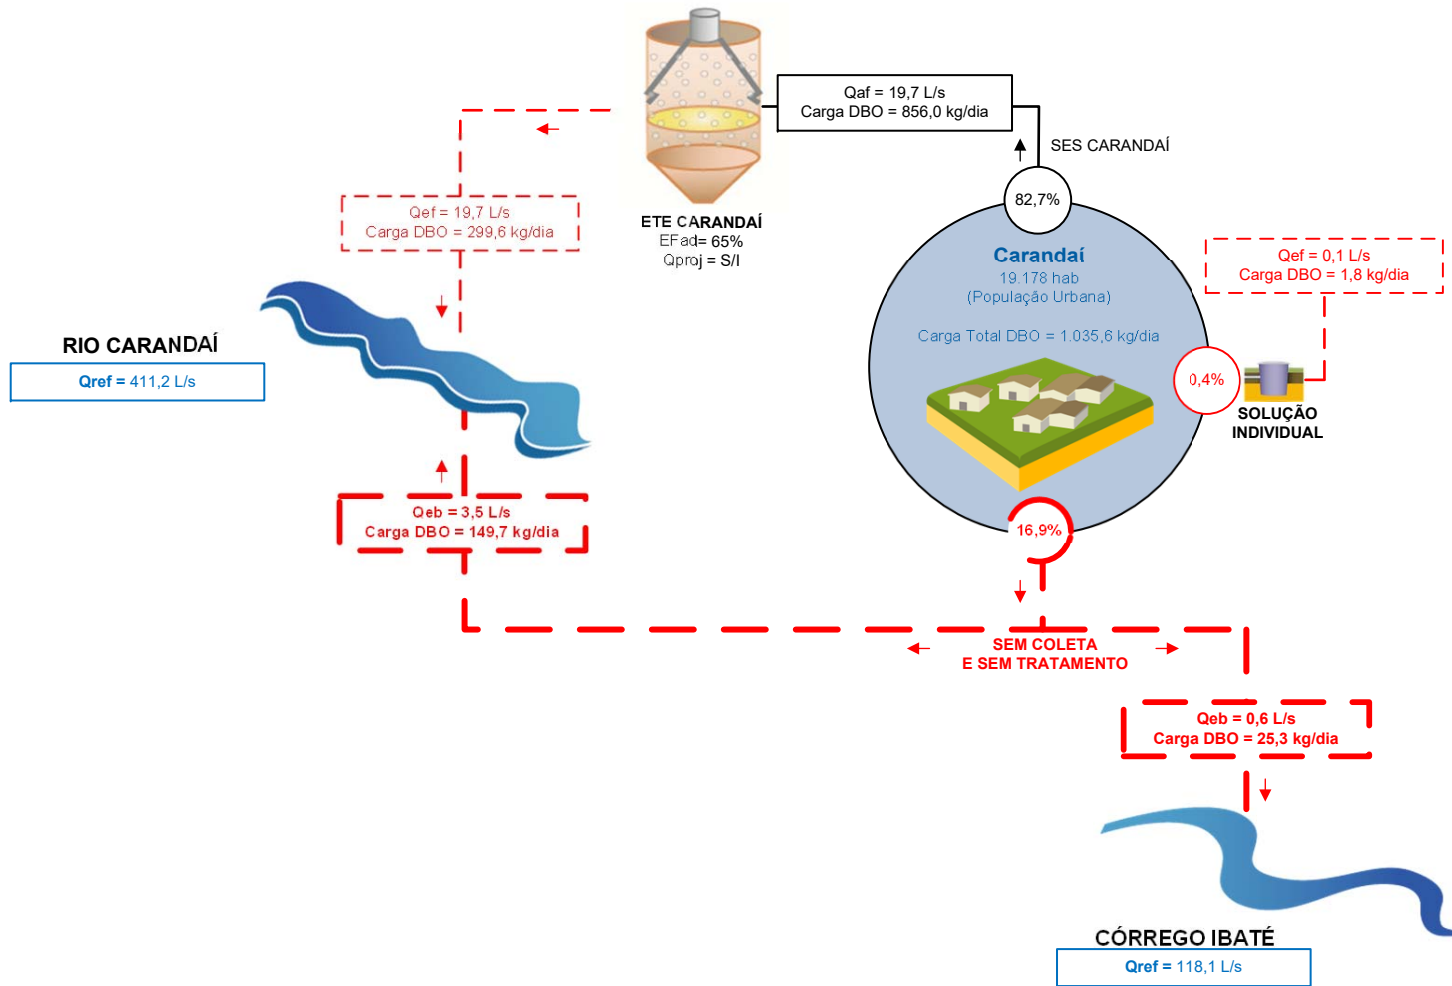 Qaf = 19,7 L/s
Carga DBO = 856,0 kg/dia
SES CARANDAÍ
82,7%
ETE CARANDAÍ
EFad= 65%
Qproj = S/I
Qef = 19,7 L/s
Carga DBO = 299,6 kg/dia
Carandaí
19.178 hab
(População Urbana)
Carga Total DBO = 1.035,6 kg/dia
Qef = 0,1 L/s
Carga DBO = 1,8 kg/dia
0,4%
SOLUÇÃO
INDIVIDUAL
RIO CARANDAÍ
Qref = 411,2 L/s
Qeb = 3,5 L/s
Carga DBO = 149,7 kg/dia
16,9%
SEM COLETA
E SEM TRATAMENTO
Qeb = 0,6 L/s
Carga DBO = 25,3 kg/dia
CÓRREGO IBATÉ
Qref = 118,1 L/s